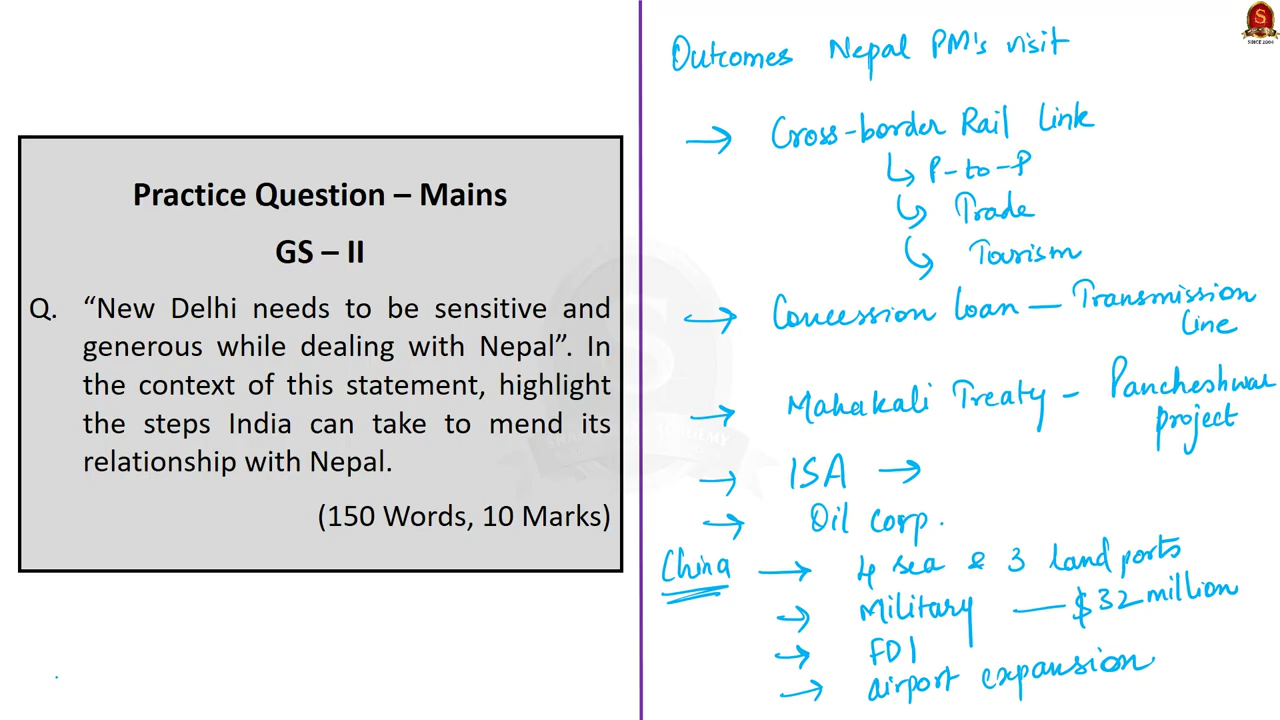 Practice Question – Mains
GS – II
Q. “New Delhi needs to be sensitive and
generous while dealing with Nepal”. In
the context of this statement, highlight
the steps India can take to mend its
relationship with Nepal.
(150 Words, 10 Marks)
Outcomes Nepal PM's visit
→ Cross-border Rail Link
↳ P-to-P
↳ Trade
↳ Tourism
→ Concession loan — Transmission
line
→ Mahakali Treaty - Pancheshwar
project
→ ISA →
→ Oil corp.
China → 4 sea & 3 land ports
→ Military — $32 million
→ FDI
→ airport expansion
S
SINCE 2004